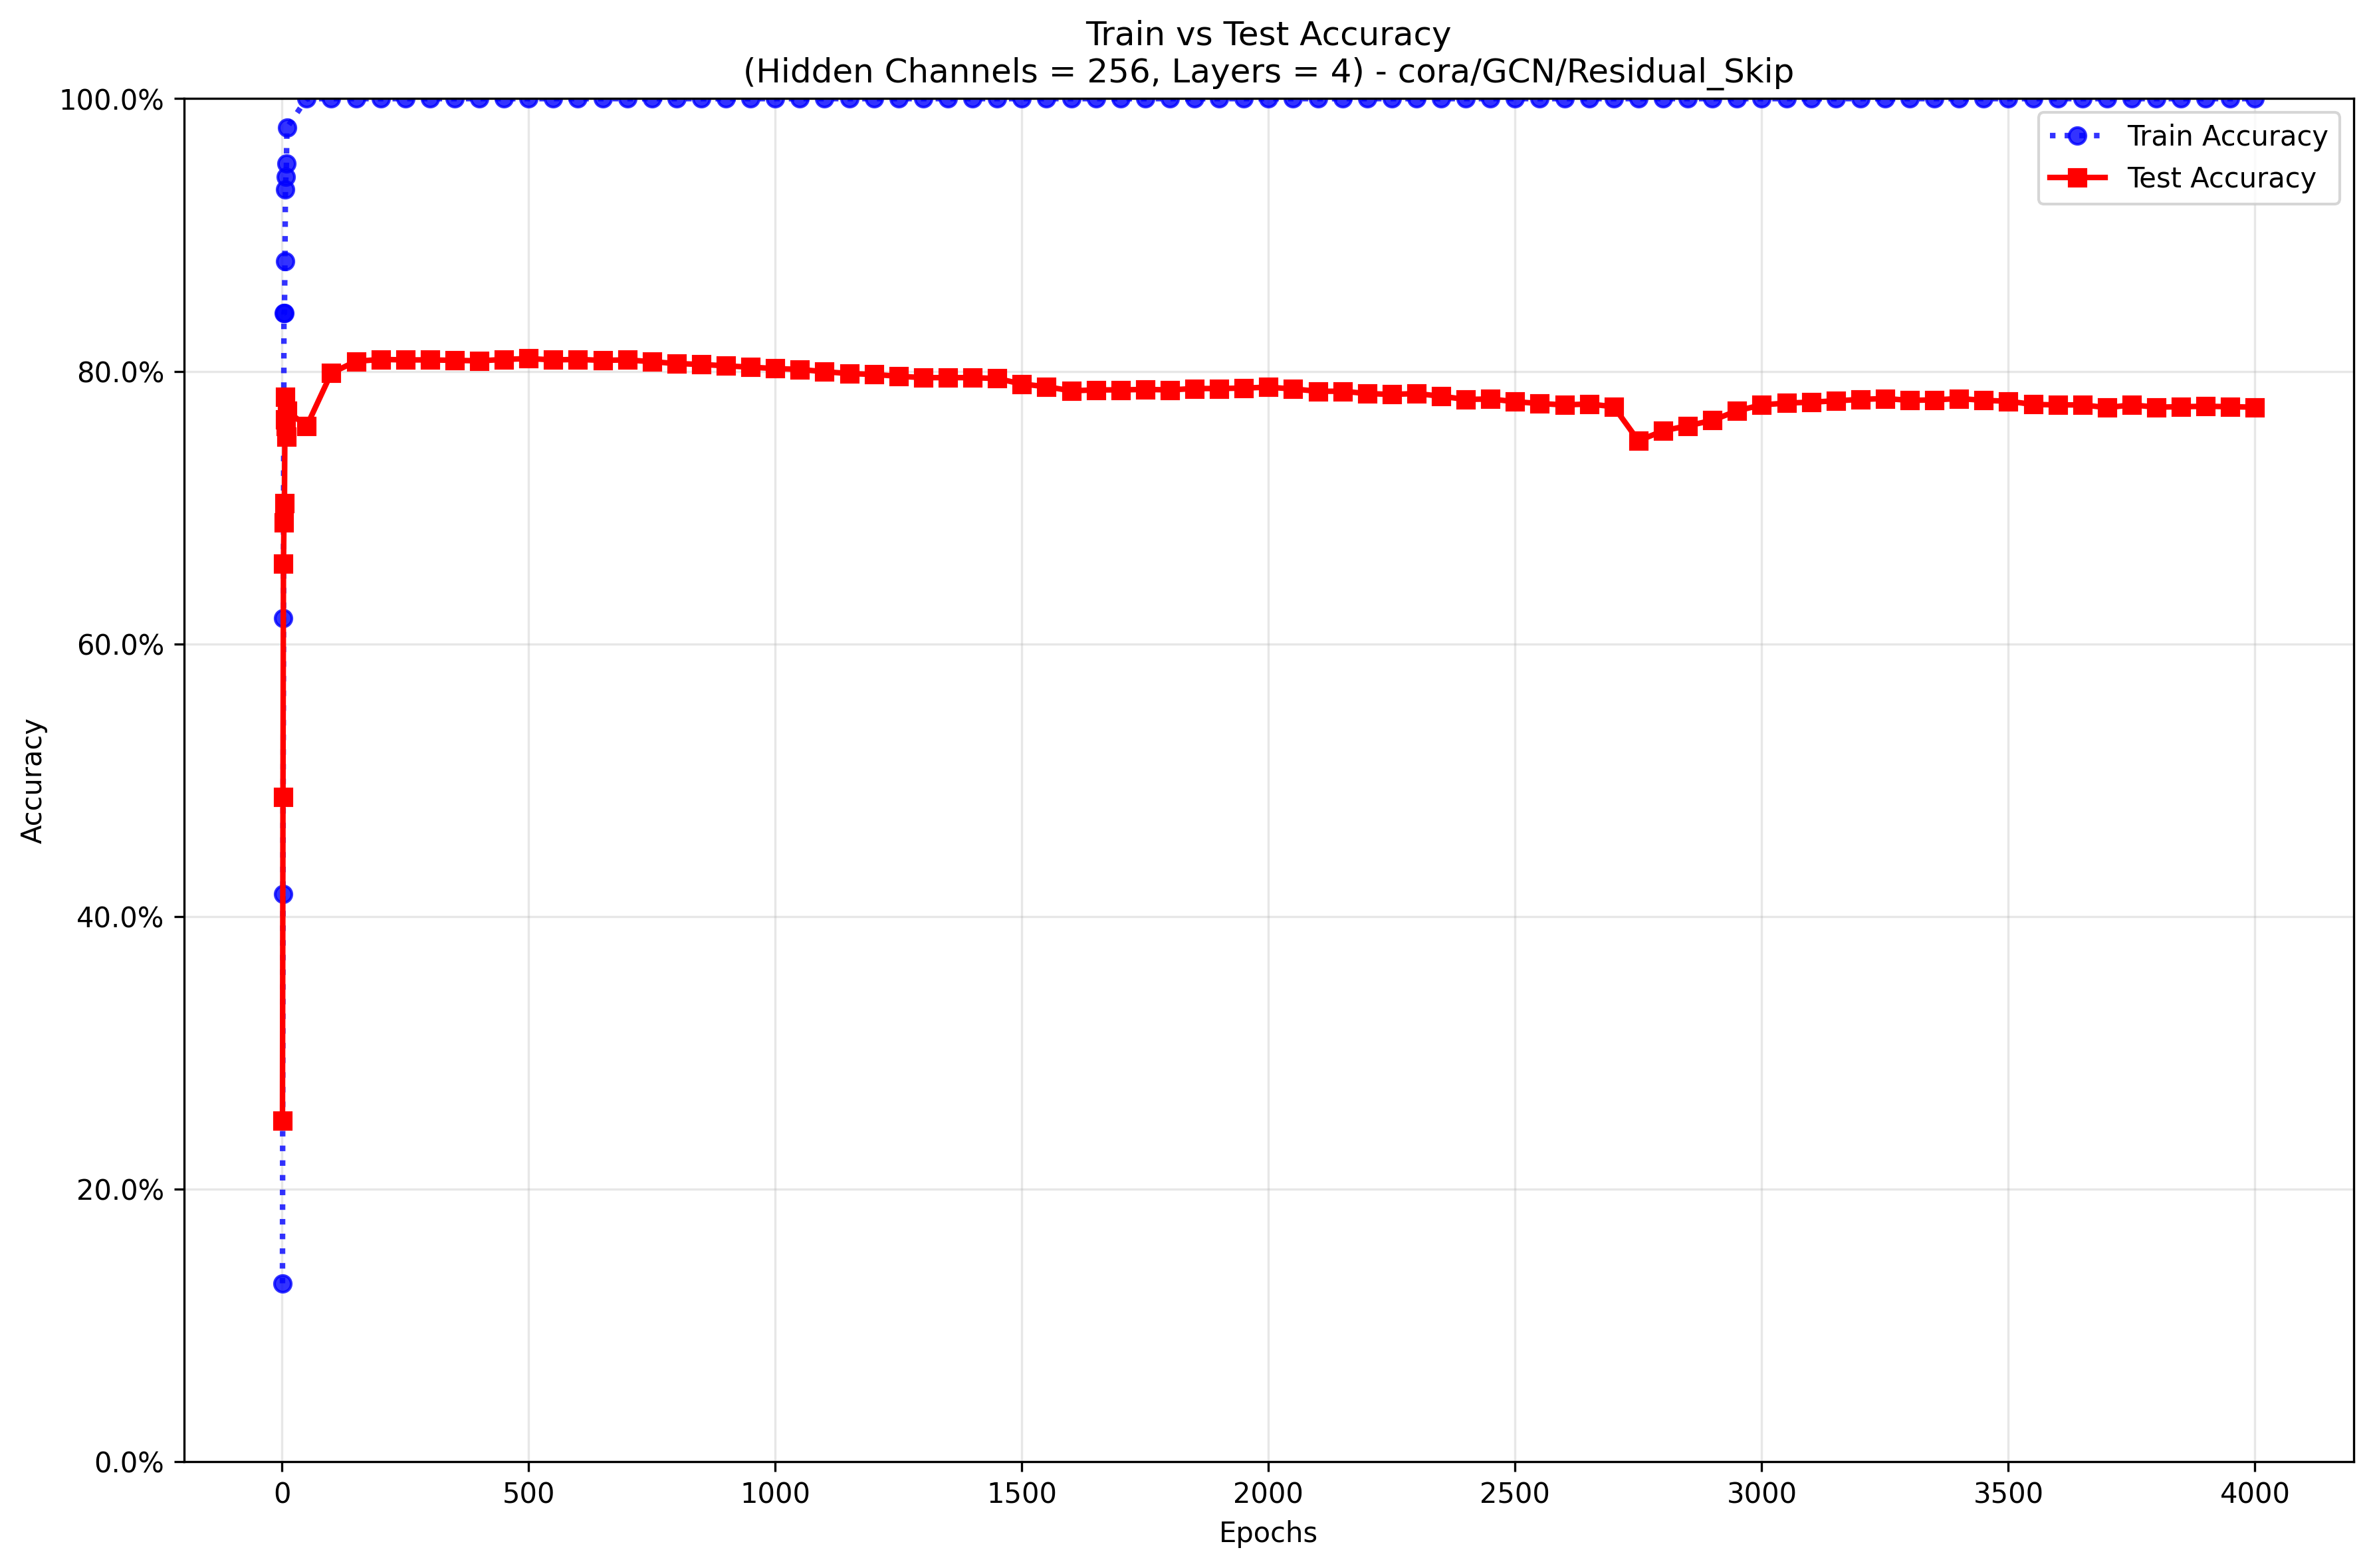 Train vs Test Accuracy
(Hidden Channels = 256, Layers = 4) - cora/GCN/Residual_Skip
100.0%
80.0%
60.0%
40.0%
20.0%
0.0%
Accuracy
Train Accuracy
Test Accuracy
0 500 1000 1500 2000 2500 3000 3500 4000
Epochs